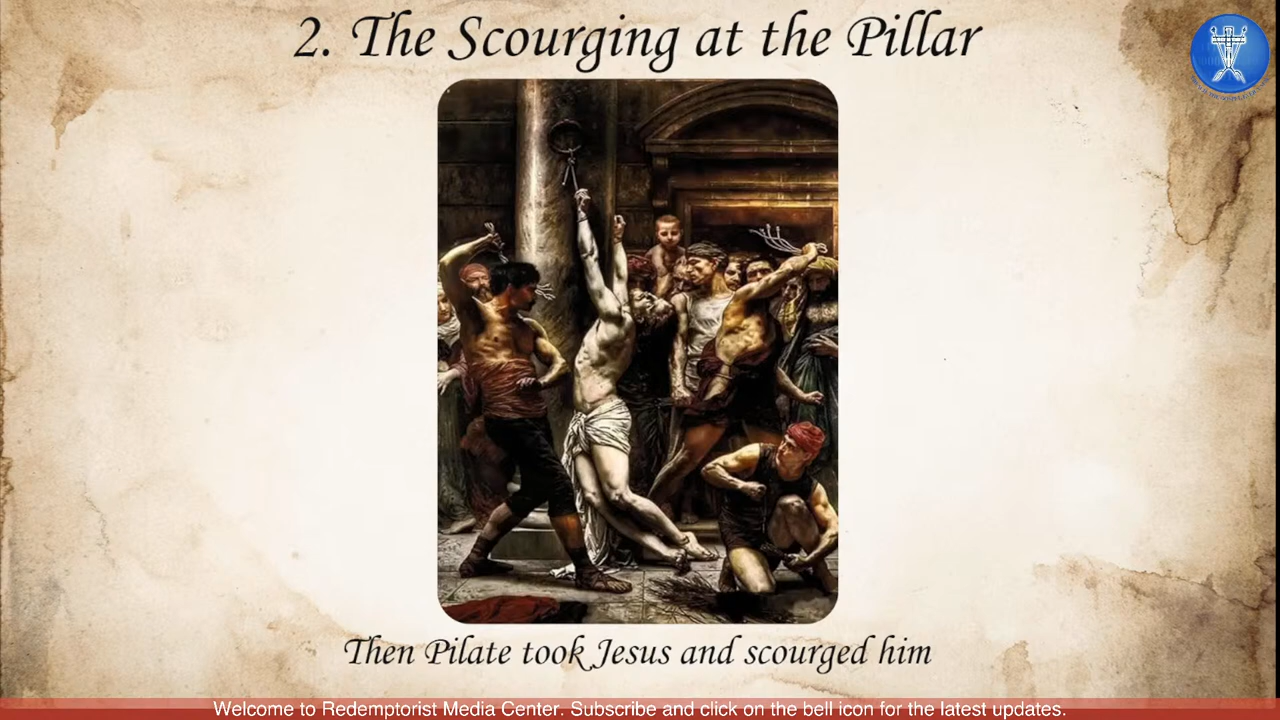 2. The Scourging at the Pillar
Then Pilate took Jesus and scourged him
Welcome to Redemptorist Media Center. Subscribe and click on the bell icon for the latest updates.